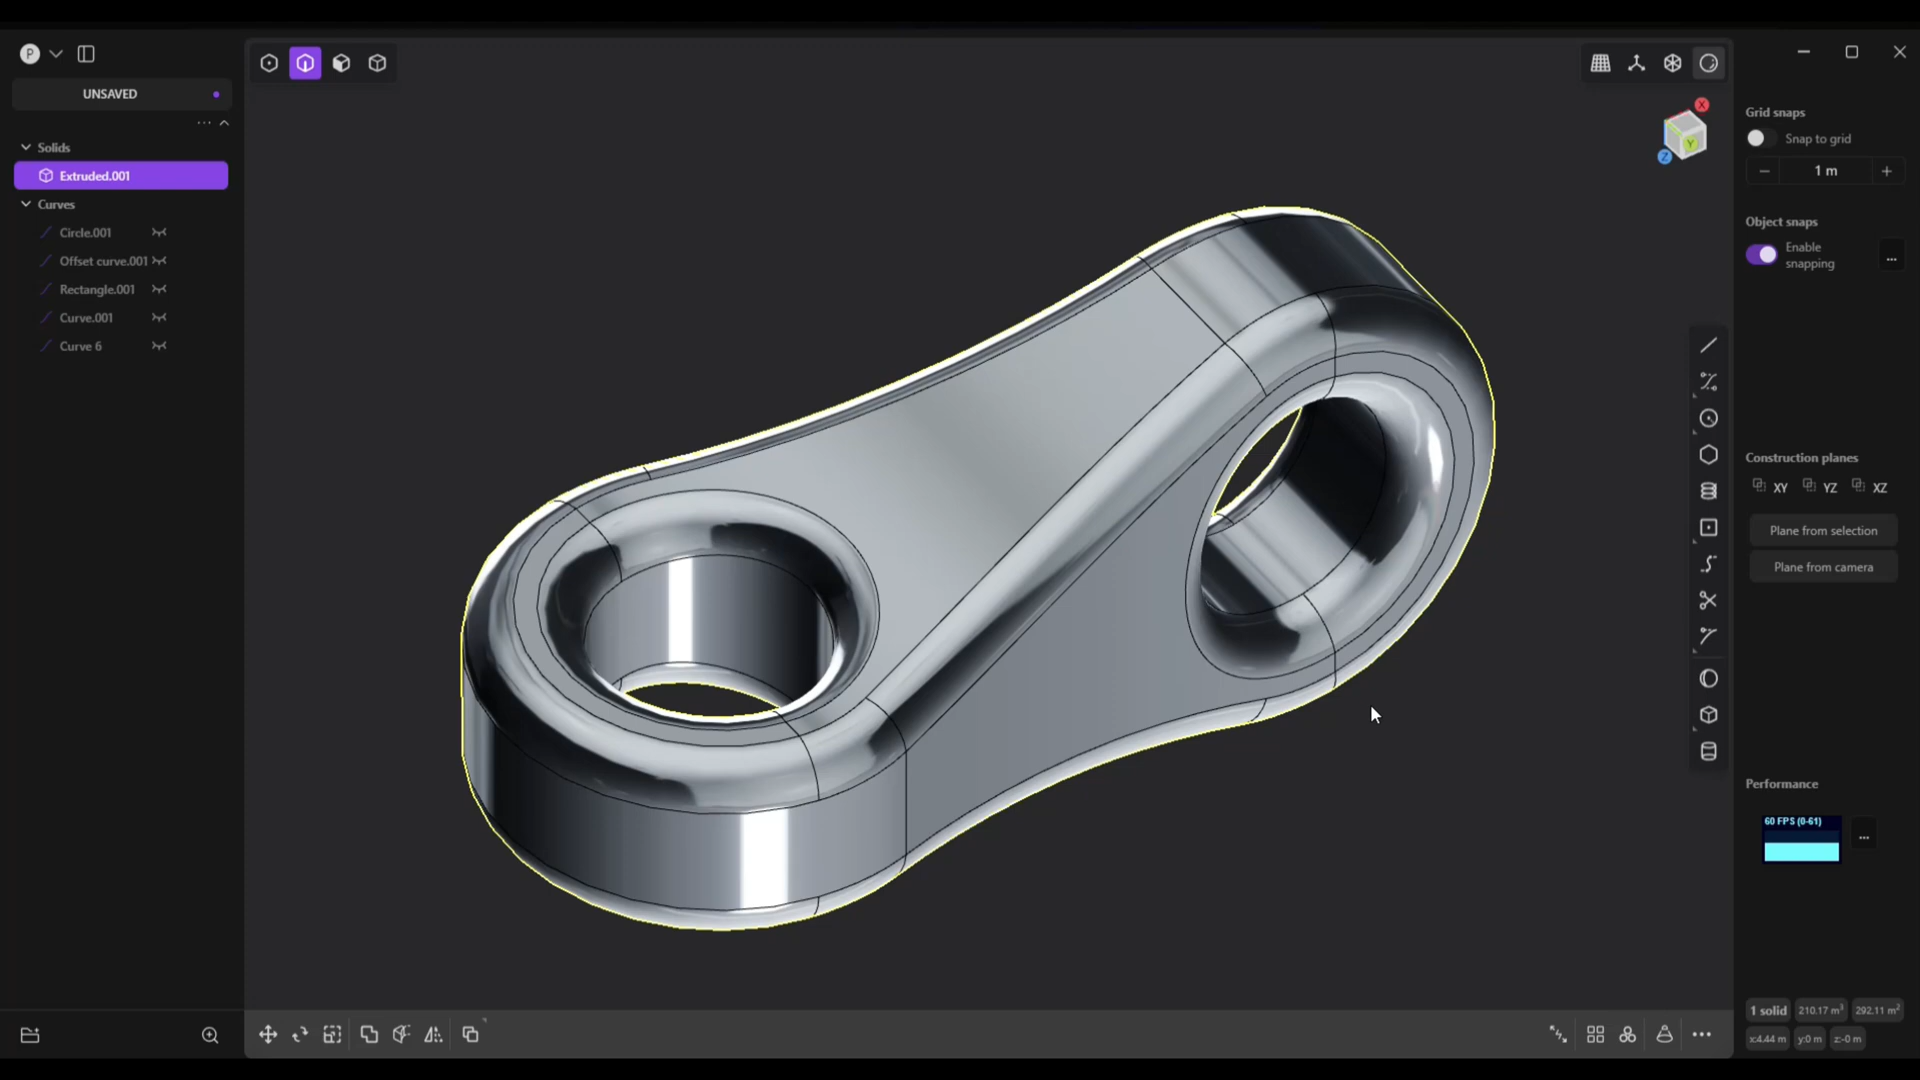 P
UNSAVED
Solids
Extruded.001
Curves
Circle.001
Offset curve.001
Rectangle.001
Curve.001
Curve 6
X
Y
Z
Grid snaps
Snap to grid
1 m
Object snaps
Enable
snapping
Construction planes
XY YZ XZ
Plane from selection
Plane from camera
Performance
60 FPS (0-61)
1 solid 210.17 m³ 292.11 m²
x:4.44 m y:0 m z:-0 m